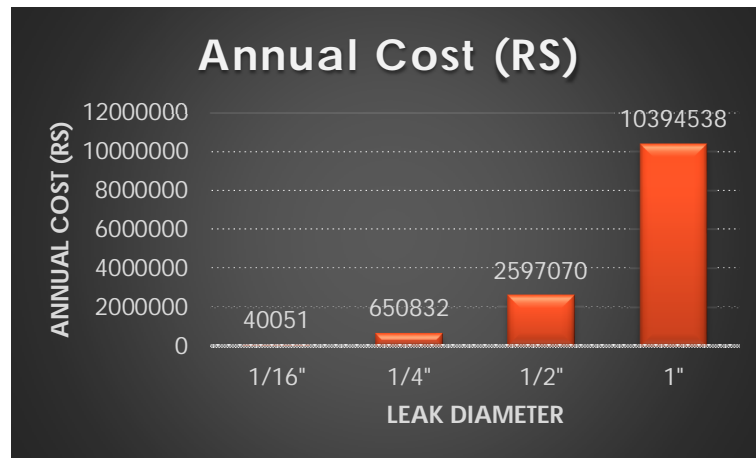 Annual Cost (RS)
12000000
10000000
8000000
6000000
4000000
2000000
0
ANNUAL COST (RS)
40051
650832
2597070
10394538
1/16" 1/4" 1/2" 1"
LEAK DIAMETER